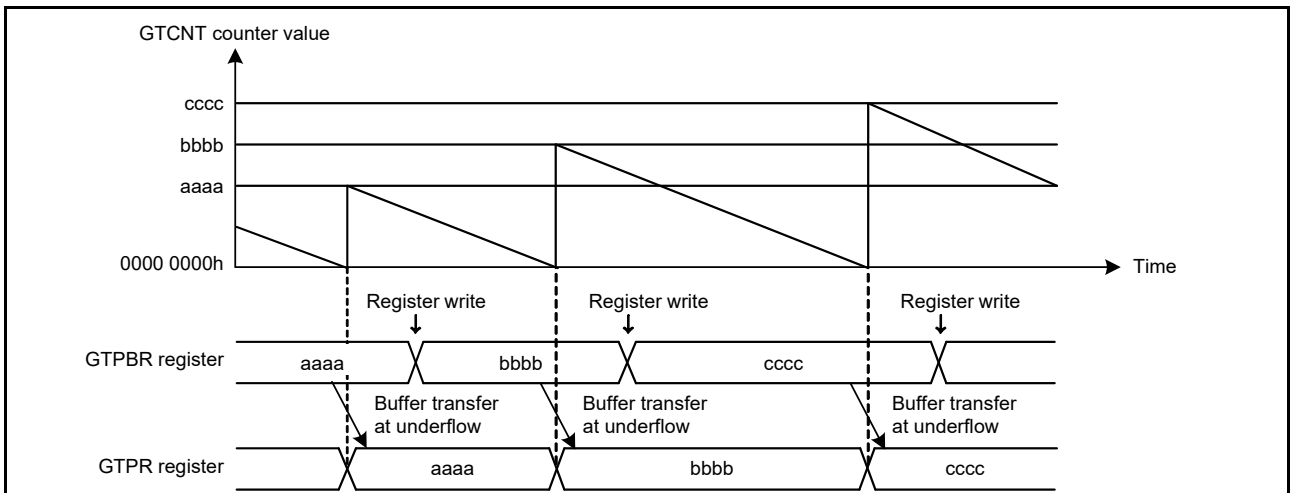 GTCNT counter value
cccc
bbbb
aaaa
0000 0000h
Time
Register write
Register write
Register write
GTPBR register
aaaa
bbbb
cccc
Buffer transfer
at underflow
Buffer transfer
at underflow
Buffer transfer
at underflow
GTPR register
aaaa
bbbb
cccc